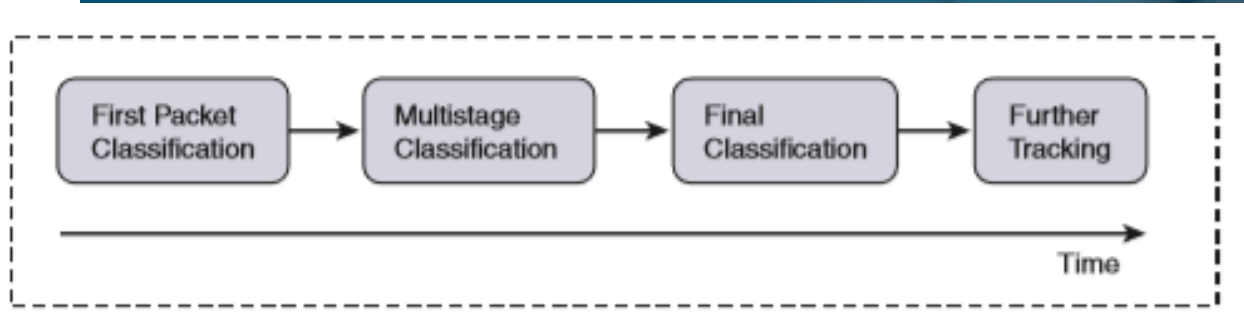 First Packet
Classification
Multistage
Classification
Final
Classification
Further
Tracking
Time